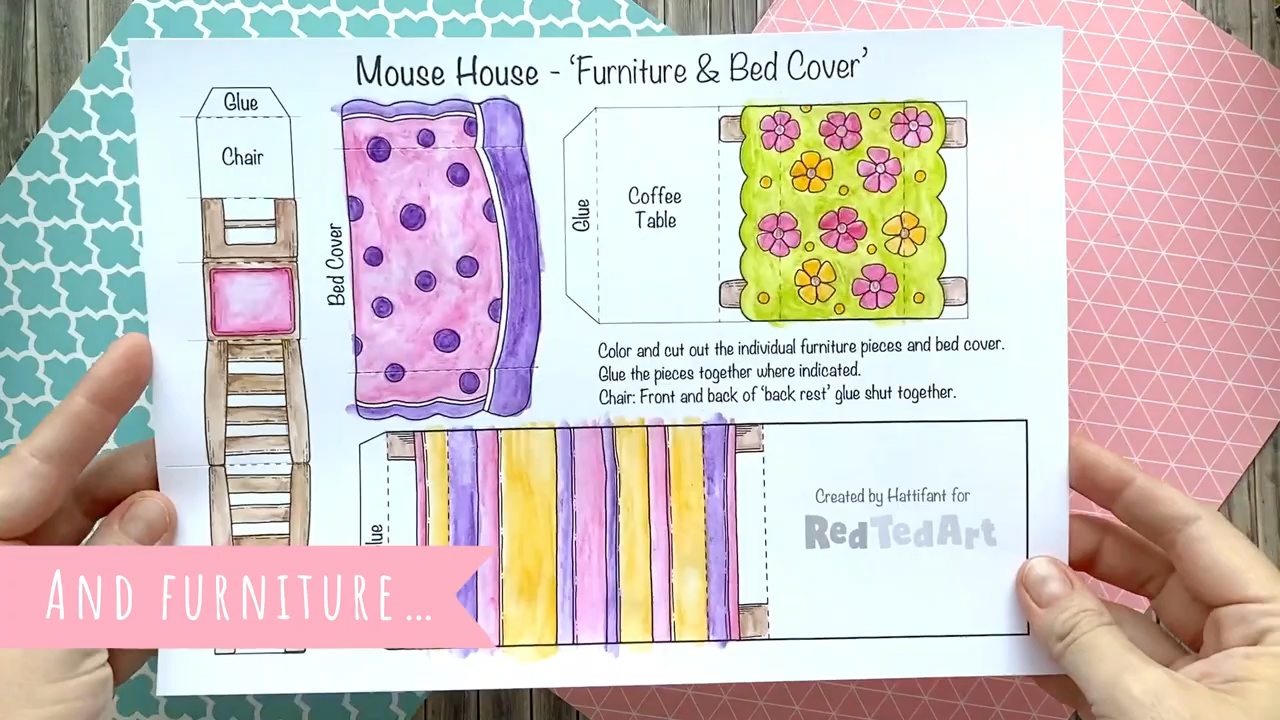 Mouse House - 'Furniture & Bed Cover'
Glue
Chair
Bed Cover
Glue
Coffee
Table
Color and cut out the individual furniture pieces and bed cover.
Glue the pieces together where indicated.
Chair: Front and back of 'back rest' glue shut together.
Created by Hattifant for
RedTedArt
AND FURNITURE...